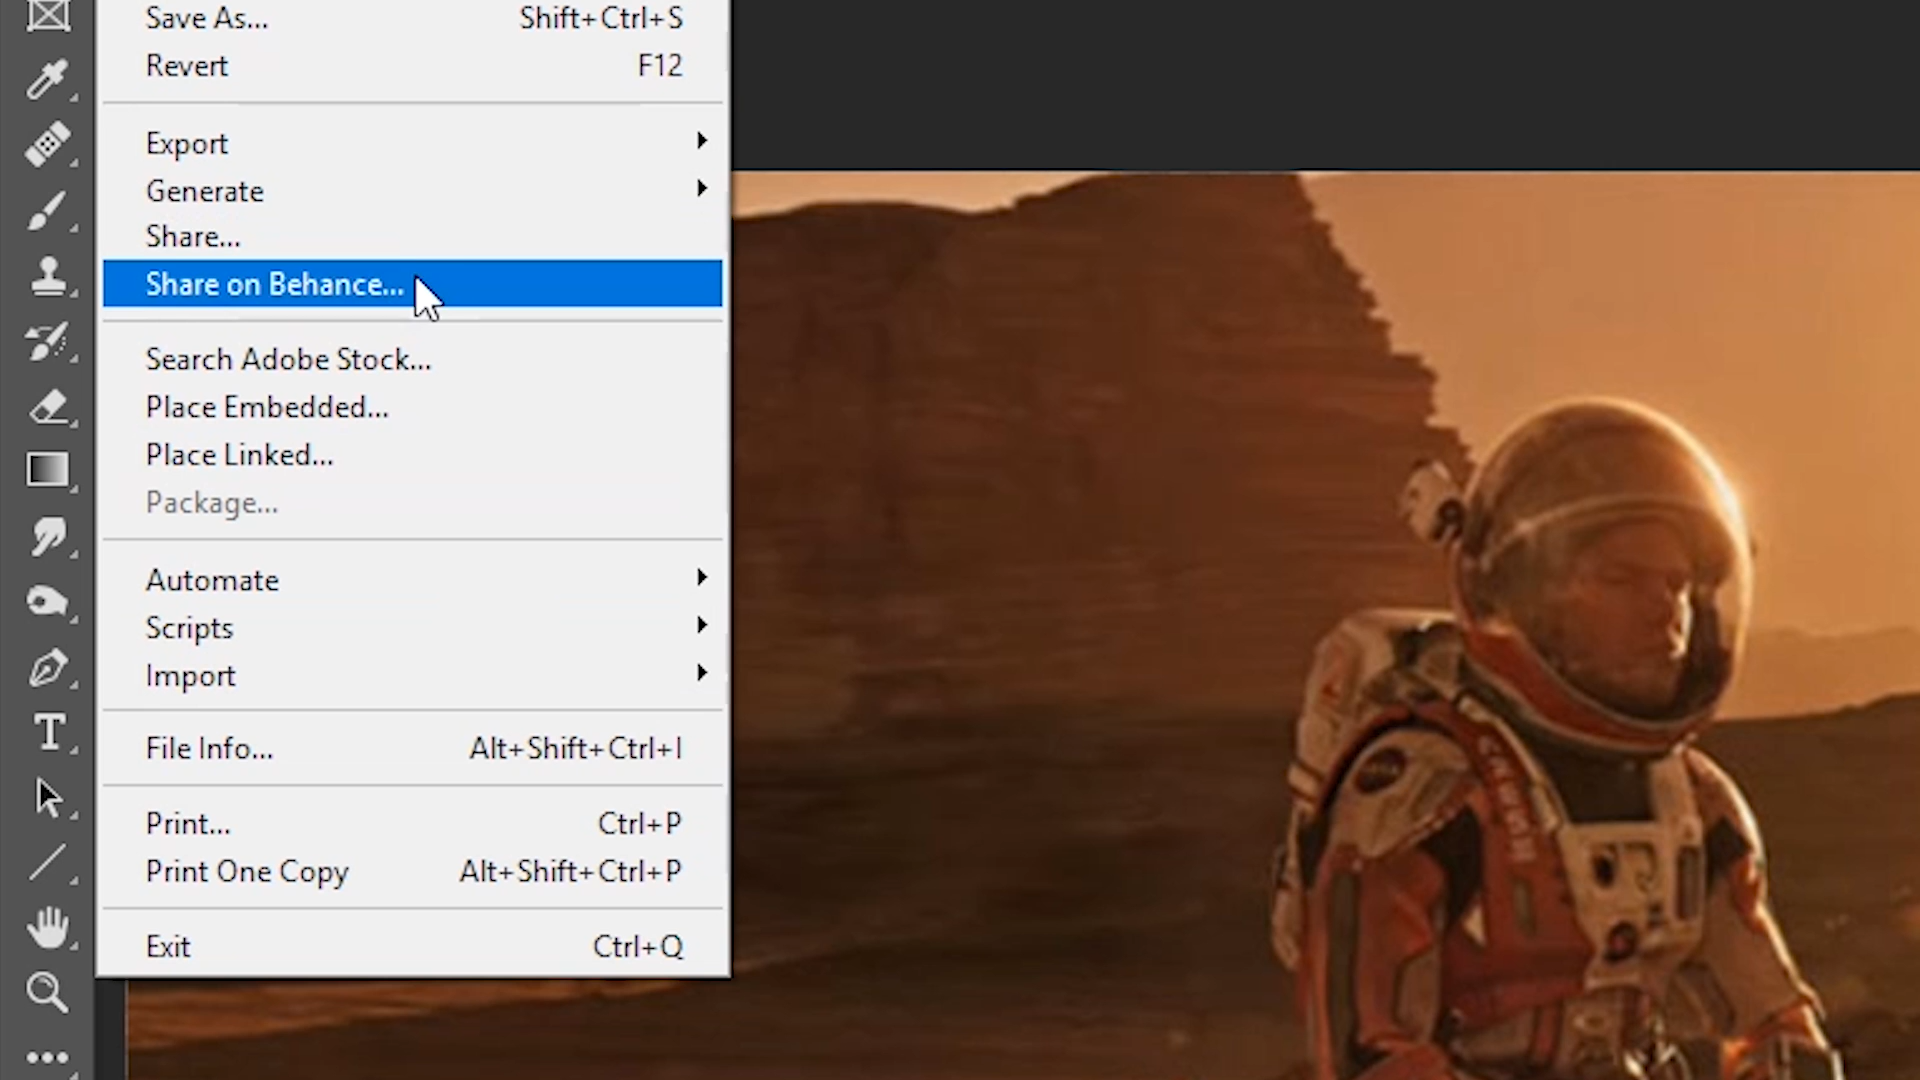 Save As... Shift+Ctrl+S
Revert F12
Export
Generate
Share...
Share on Behance...
Search Adobe Stock...
Place Embedded...
Place Linked...
Package...
Automate
Scripts
Import
File Info... Alt+Shift+Ctrl+I
Print... Ctrl+P
Print One Copy Alt+Shift+Ctrl+P
Exit Ctrl+Q